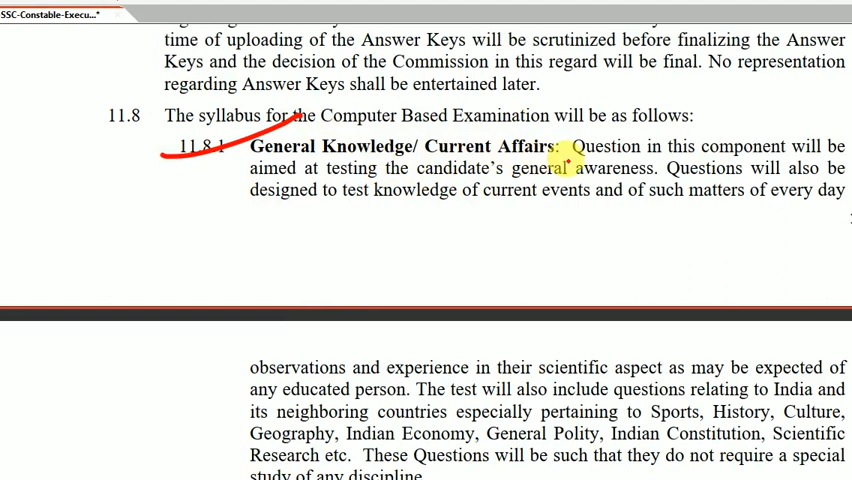 SSC-Constable-Execu...*
time of uploading of the Answer Keys will be scrutinized before finalizing the Answer
Keys and the decision of the Commission in this regard will be final. No representation
regarding Answer Keys shall be entertained later.
11.8 The syllabus for the Computer Based Examination will be as follows:
11.8.1 General Knowledge/ Current Affairs: Question in this component will be
aimed at testing the candidate's general awareness. Questions will also be
designed to test knowledge of current events and of such matters of every day
observations and experience in their scientific aspect as may be expected of
any educated person. The test will also include questions relating to India and
its neighboring countries especially pertaining to Sports, History, Culture,
Geography, Indian Economy, General Polity, Indian Constitution, Scientific
Research etc. These Questions will be such that they do not require a special
study of any discipline.